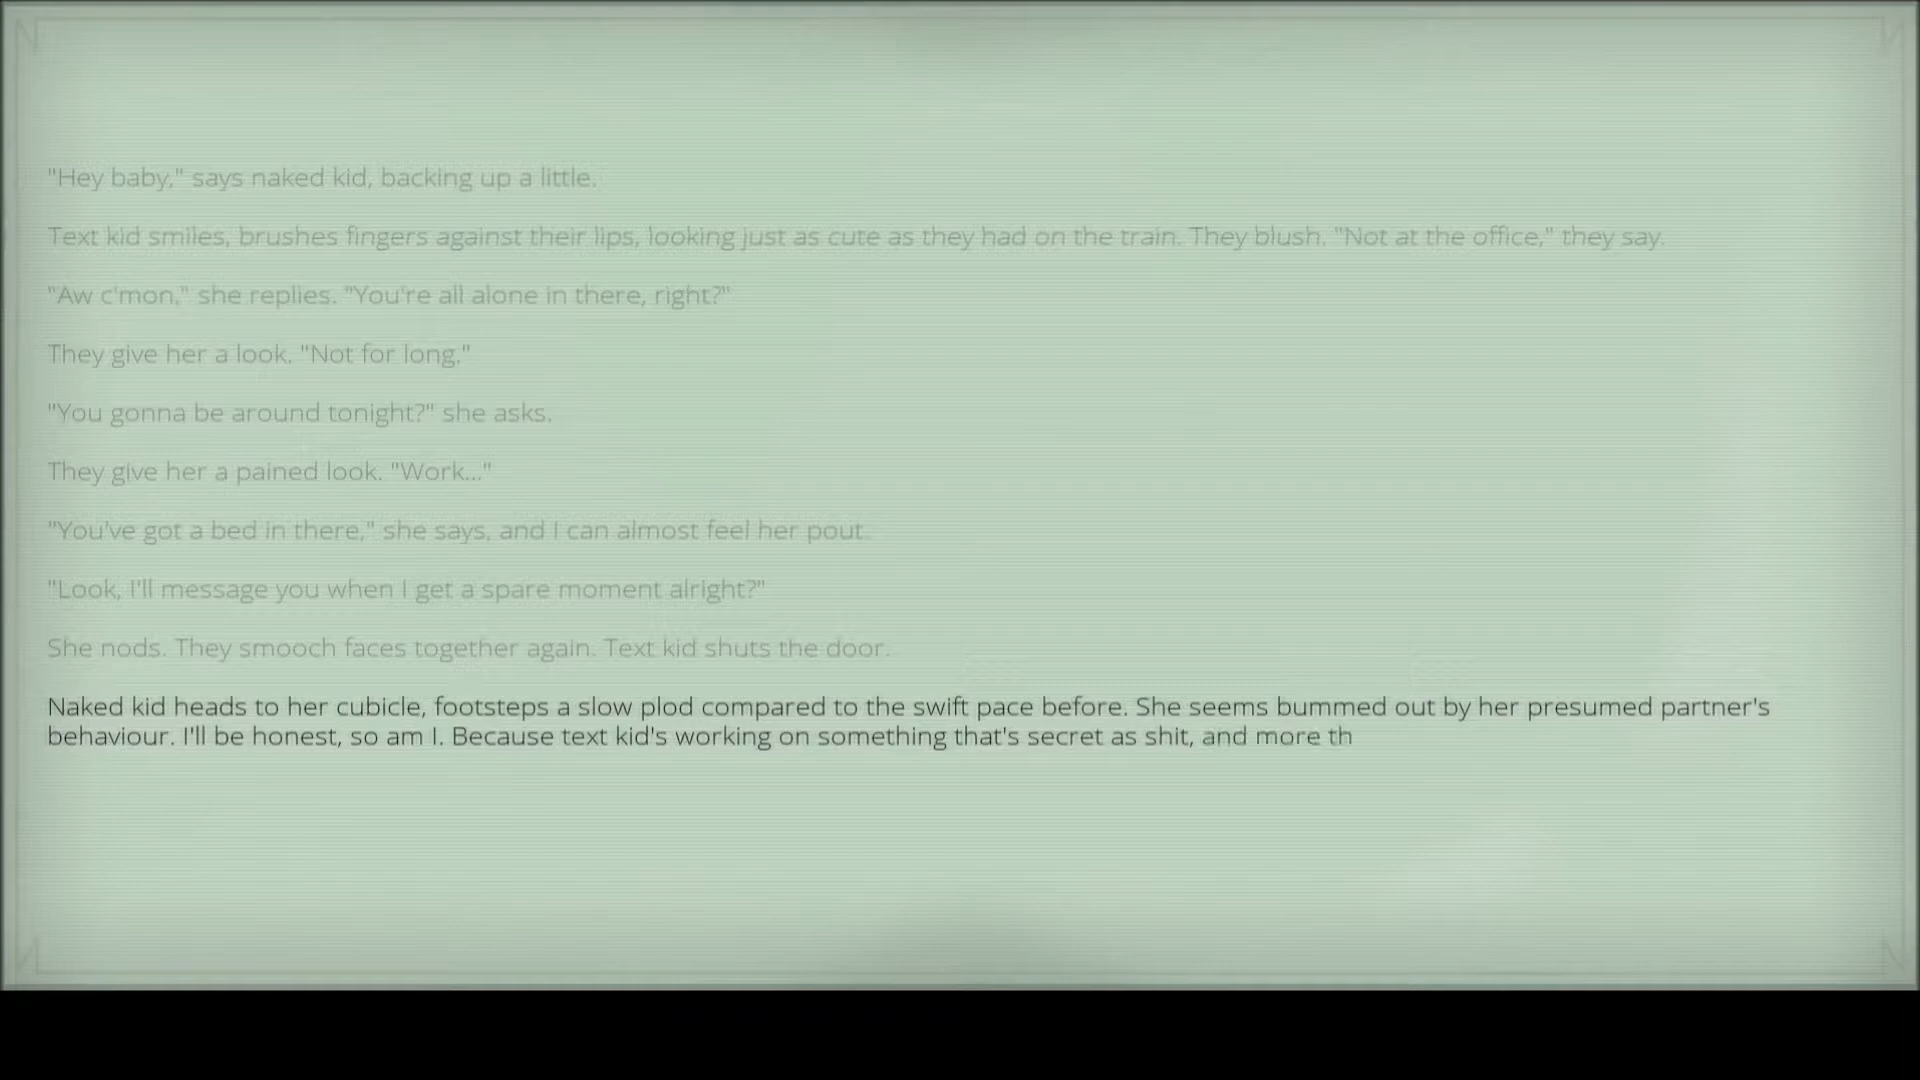 "Hey baby," says naked kid, backing up a little.
Text kid smiles, brushes fingers against their lips, looking just as cute as they had on the train. They blush. "Not at the office," they say.
"Aw c'mon," she replies. "You're all alone in there, right?"
They give her a look. "Not for long."
"You gonna be around tonight?" she asks.
They give her a pained look. "Work..."
"You've got a bed in there," she says, and I can almost feel her pout.
"Look, I'll message you when I get a spare moment alright?"
She nods. They smooch faces together again. Text kid shuts the door.
Naked kid heads to her cubicle, footsteps a slow plod compared to the swift pace before. She seems bummed out by her presumed partner's
behaviour. I'll be honest, so am I. Because text kid's working on something that's secret as shit, and more th